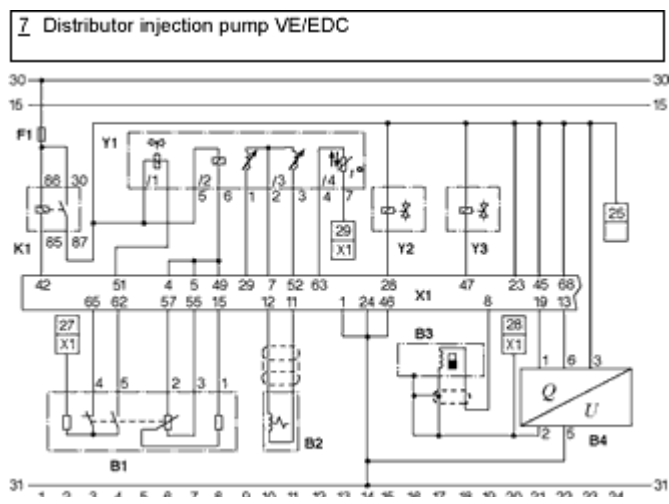 7 Distributor injection pump VE/EDC
30 30
15 15
F1
Y1
/1 /2 /3 /4
66 30
5 6 1 2 3 4 7
29
X1
Y2 Y3
25
K1
85 87
42 51 4 5 49 29 7 52 63 28 47 23 45 68
X1
65 62 57 55 15 12 11 1 24 46 8 19 13
27
X1
B3
28
X1
1 6 3
4 5 2 3 1
Q
U
2 5
B4
B1
B2
31 31
1 2 3 4 5 6 7 8 9 10 11 12 13 14 15 16 17 18 19 20 21 22 23 24